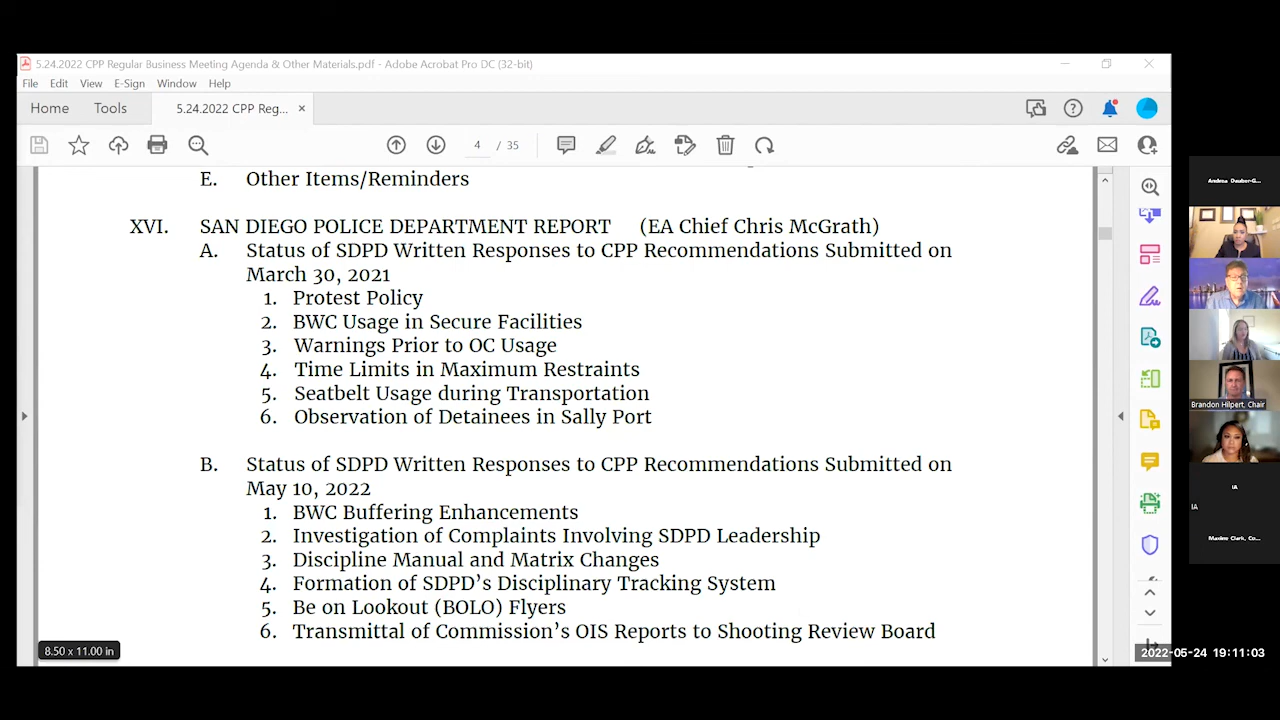 5.24.2022 CPP Regular Business Meeting Agenda & Other Materials.pdf - Adobe Acrobat Pro DC (32-bit)
File Edit View E-Sign Window Help
Home Tools 5.24.2022 CPP Reg... ×
4 / 35
E. Other Items/Reminders
XVI. SAN DIEGO POLICE DEPARTMENT REPORT (EA Chief Chris McGrath)
A. Status of SDPD Written Responses to CPP Recommendations Submitted on
March 30, 2021
1. Protest Policy
2. BWC Usage in Secure Facilities
3. Warnings Prior to OC Usage
4. Time Limits in Maximum Restraints
5. Seatbelt Usage during Transportation
6. Observation of Detainees in Sally Port
B. Status of SDPD Written Responses to CPP Recommendations Submitted on
May 10, 2022
1. BWC Buffering Enhancements
2. Investigation of Complaints Involving SDPD Leadership
3. Discipline Manual and Matrix Changes
4. Formation of SDPD's Disciplinary Tracking System
5. Be on Lookout (BOLO) Flyers
6. Transmittal of Commission's OIS Reports to Shooting Review Board
8.50 x 11.00 in
Andrea Dauber-G...
Brandon Hilpert, Chair
IA
IA
Maxine Clark, Co...
2022-05-24 19:11:03